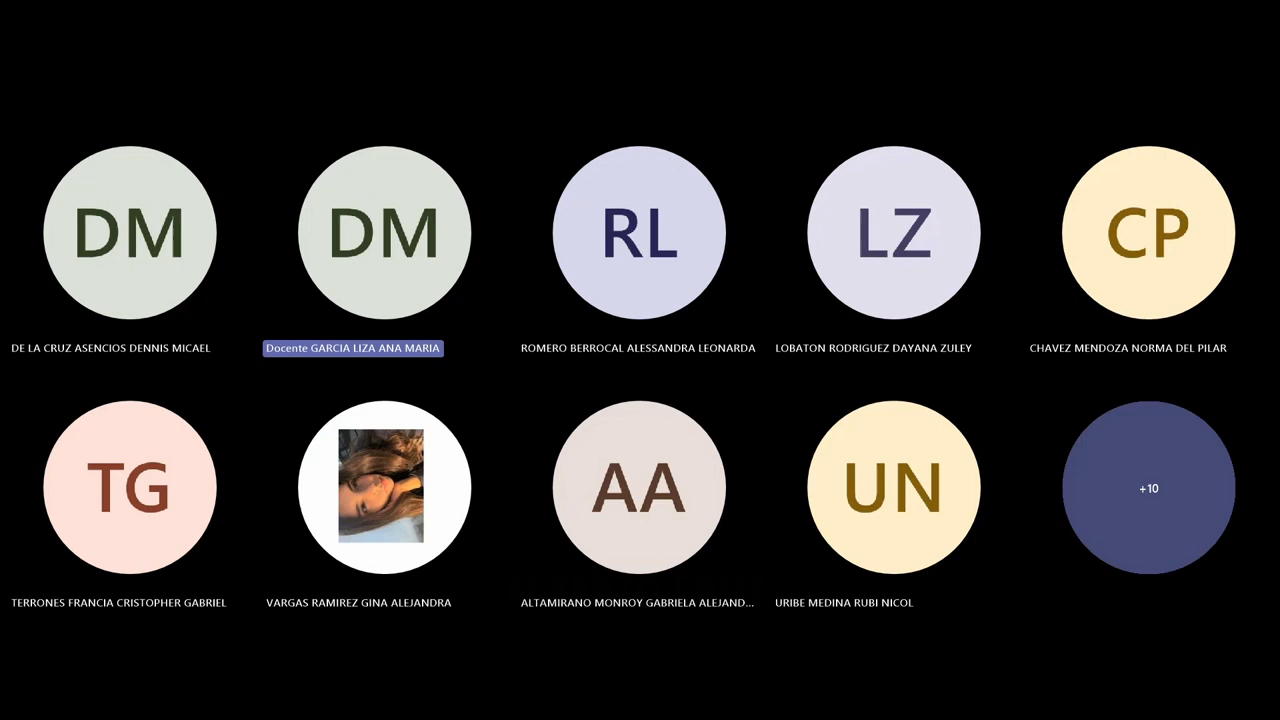 DM
DM
RL
LZ
CP
DE LA CRUZ ASENCIOS DENNIS MICAEL
Docente GARCIA LIZA ANA MARIA
ROMERO BERROCAL ALESSANDRA LEONARDA
LOBATON RODRIGUEZ DAYANA ZULEY
CHAVEZ MENDOZA NORMA DEL PILAR
TG
AA
UN
+10
TERRONES FRANCIA CRISTOPHER GABRIEL
VARGAS RAMIREZ GINA ALEJANDRA
ALTAMIRANO MONROY GABRIELA ALEJAND...
URIBE MEDINA RUBI NICOL